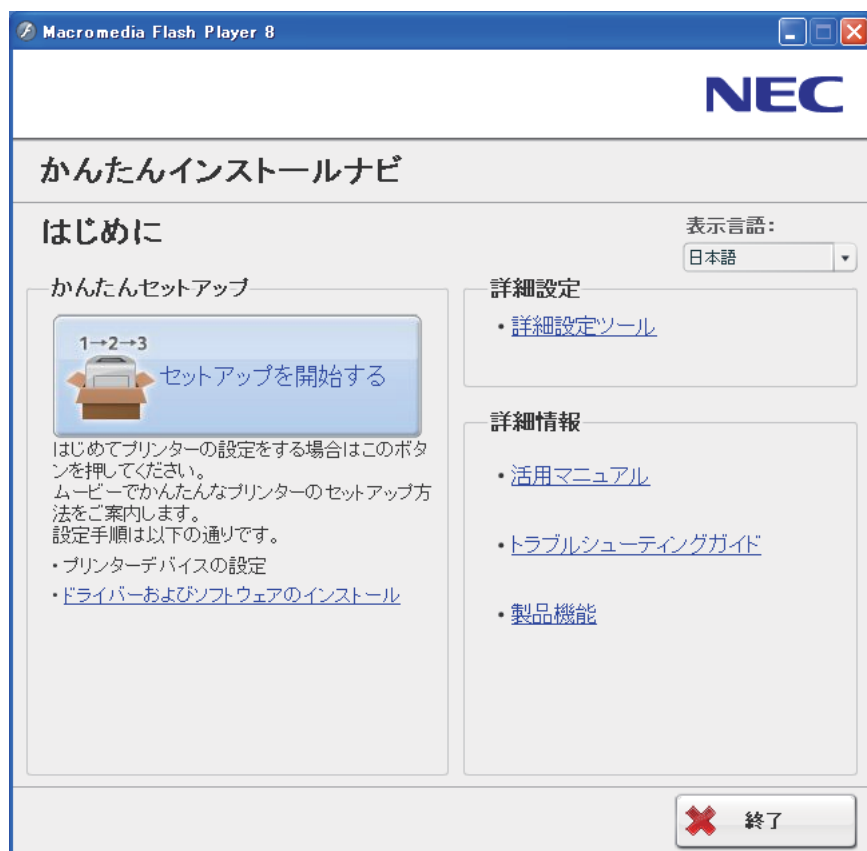 Macromedia Flash Player 8
NEC
かんたんインストールナビ
はじめに
表示言語:
日本語
かんたんセットアップ
1→2→3
セットアップを開始する
はじめてプリンターの設定をする場合はこのボタ
ンを押してください。
ムービーでかんたんなプリンターのセットアップ方
法をご案内します。
設定手順は以下の通りです。
・プリンターデバイスの設定
・ドライバーおよびソフトウェアのインストール
詳細設定
・詳細設定ツール
詳細情報
・活用マニュアル
・トラブルシューティングガイド
・製品機能
終了